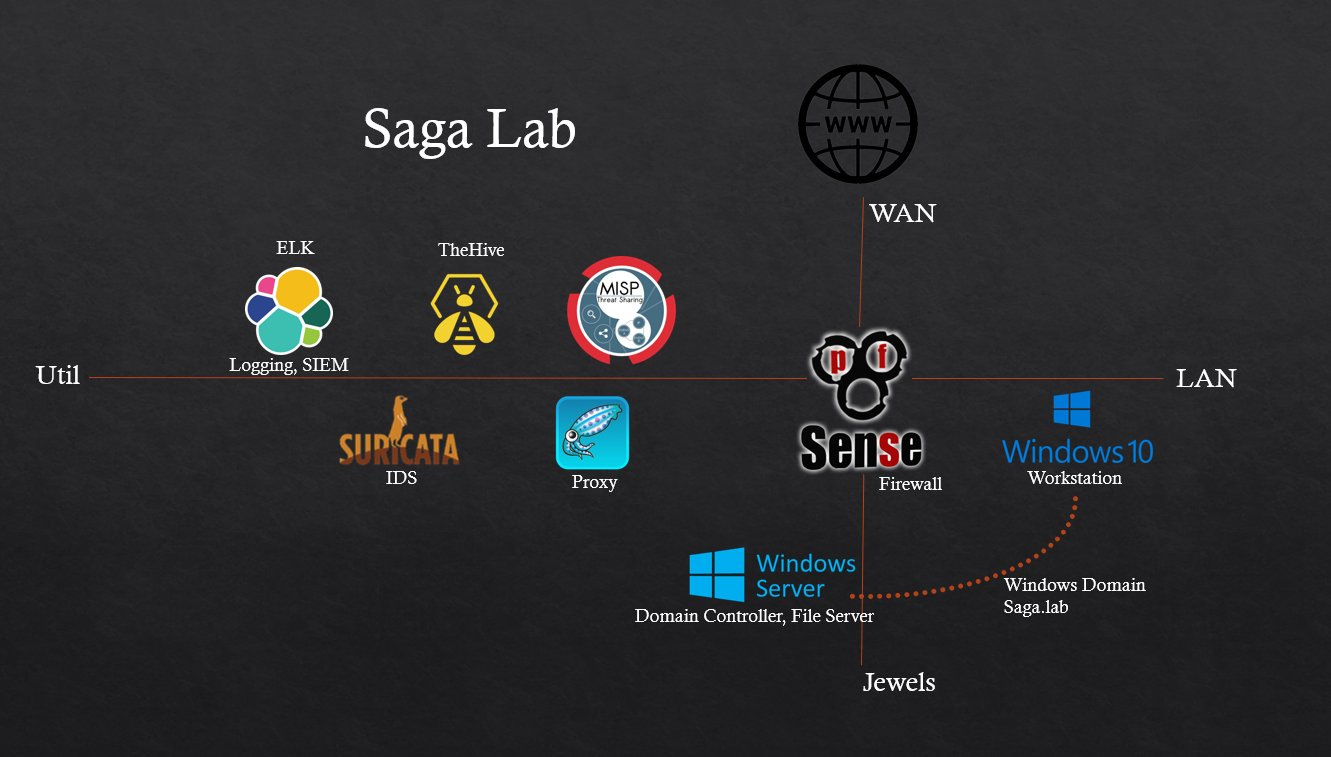 Saga Lab
WWW
WAN
ELK
TheHive
MISP
Threat Sharing
Logging, SIEM
Util
pf
Sense
Firewall
LAN
SURICATA
IDS
Proxy
Windows 10
Workstation
Windows
Server
Domain Controller, File Server
Windows Domain
Saga.lab
Jewels